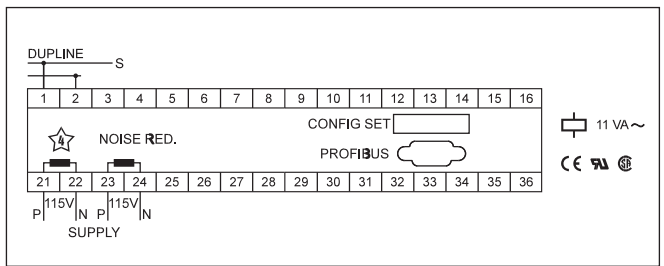 DUPLINE
S
1 2 3 4 5 6 7 8 9 10 11 12 13 14 15 16
CONFIG SET
11 VA~
4
NOISE RED.
PROFIBUS
CE
21 22 23 24 25 26 27 28 29 30 31 32 33 34 35 36
115V 115V
P N P N
SUPPLY